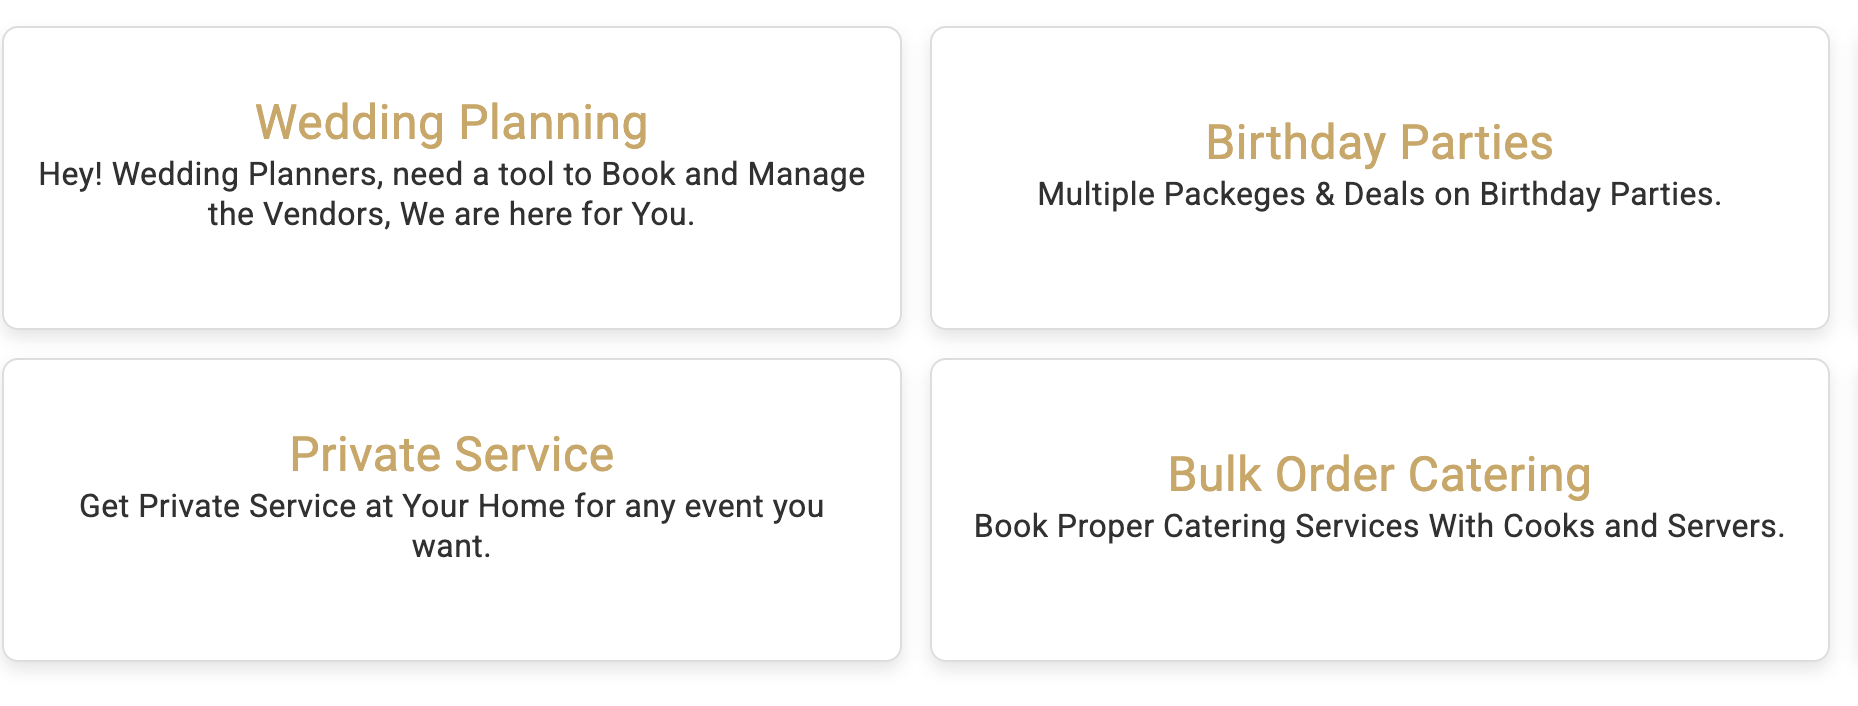 Wedding Planning
Hey! Wedding Planners, need a tool to Book and Manage
the Vendors, We are here for You.
Birthday Parties
Multiple Packeges & Deals on Birthday Parties.
Private Service
Get Private Service at Your Home for any event you
want.
Bulk Order Catering
Book Proper Catering Services With Cooks and Servers.